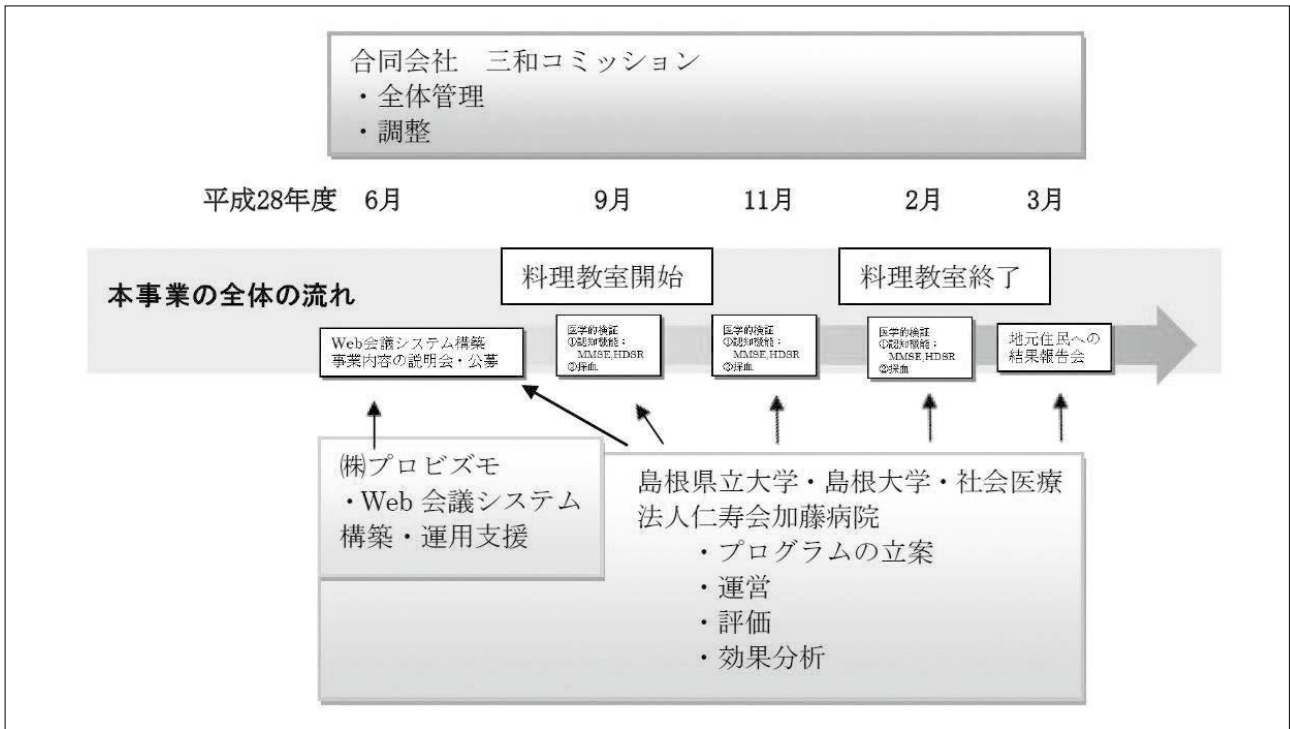 合同会社　三和コミッション
・全体管理
・調整
平成28年度 6月 9月 11月 2月 3月
料理教室開始
料理教室終了
本事業の全体の流れ
Web会議システム構築
事業内容の説明会・公募
医学的検証
①認知機能：
MMSE,HDSR
②採血
医学的検証
①認知機能：
MMSE,HDSR
②採血
医学的検証
①認知機能：
MMSE,HDSR
②採血
地元住民への
結果報告会
㈱プロビズモ
・Web 会議システム
構築・運用支援
島根県立大学・島根大学・社会医療
法人仁寿会加藤病院
・プログラムの立案
・運営
・評価
・効果分析